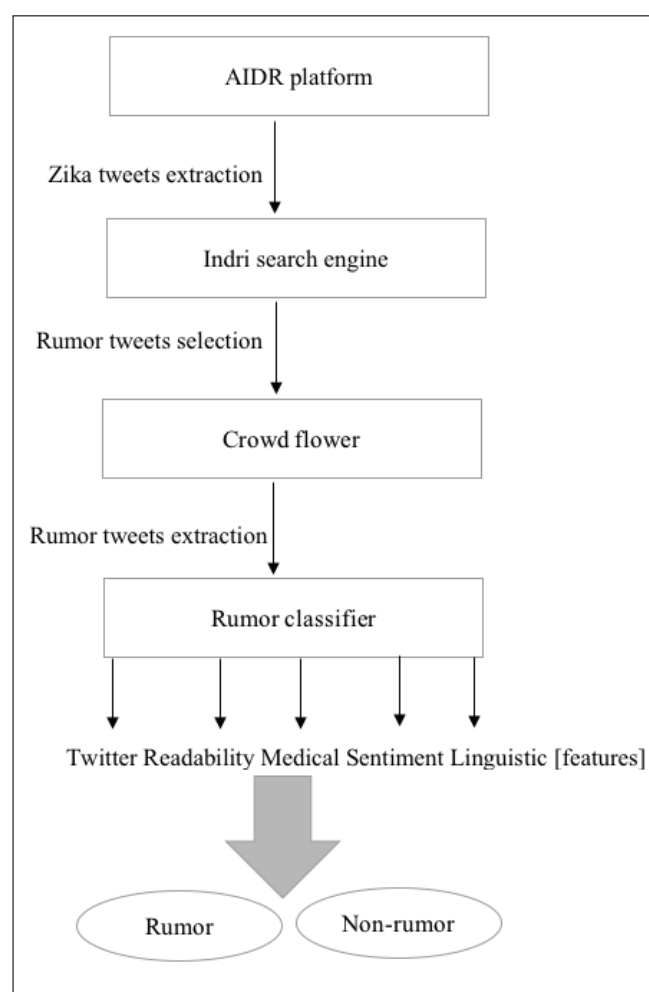 AIDR platform
Zika tweets extraction
Indri search engine
Rumor tweets selection
Crowd flower
Rumor tweets extraction
Rumor classifier
Twitter Readability Medical Sentiment Linguistic [features]
Rumor
Non-rumor